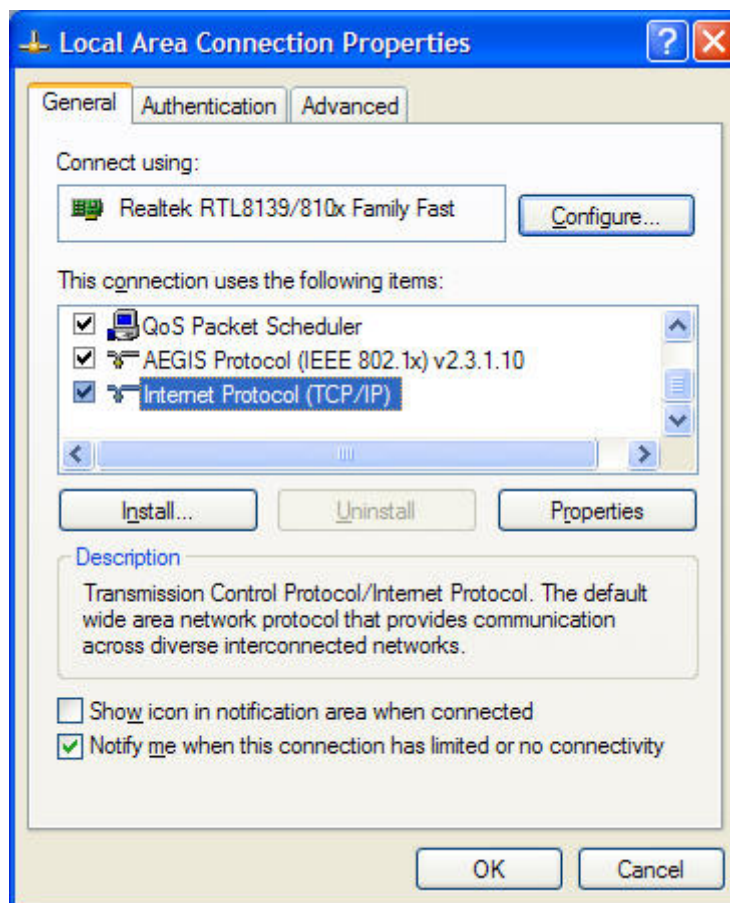 Local Area Connection Properties
General Authentication Advanced
Connect using:
Realtek RTL8139/810x Family Fast Configure...
This connection uses the following items:
QoS Packet Scheduler
AEGIS Protocol (IEEE 802.1x) v2.3.1.10
Internet Protocol (TCP/IP)
Install... Uninstall Properties
Description
Transmission Control Protocol/Internet Protocol. The default
wide area network protocol that provides communication
across diverse interconnected networks.
Show icon in notification area when connected
Notify me when this connection has limited or no connectivity
OK Cancel